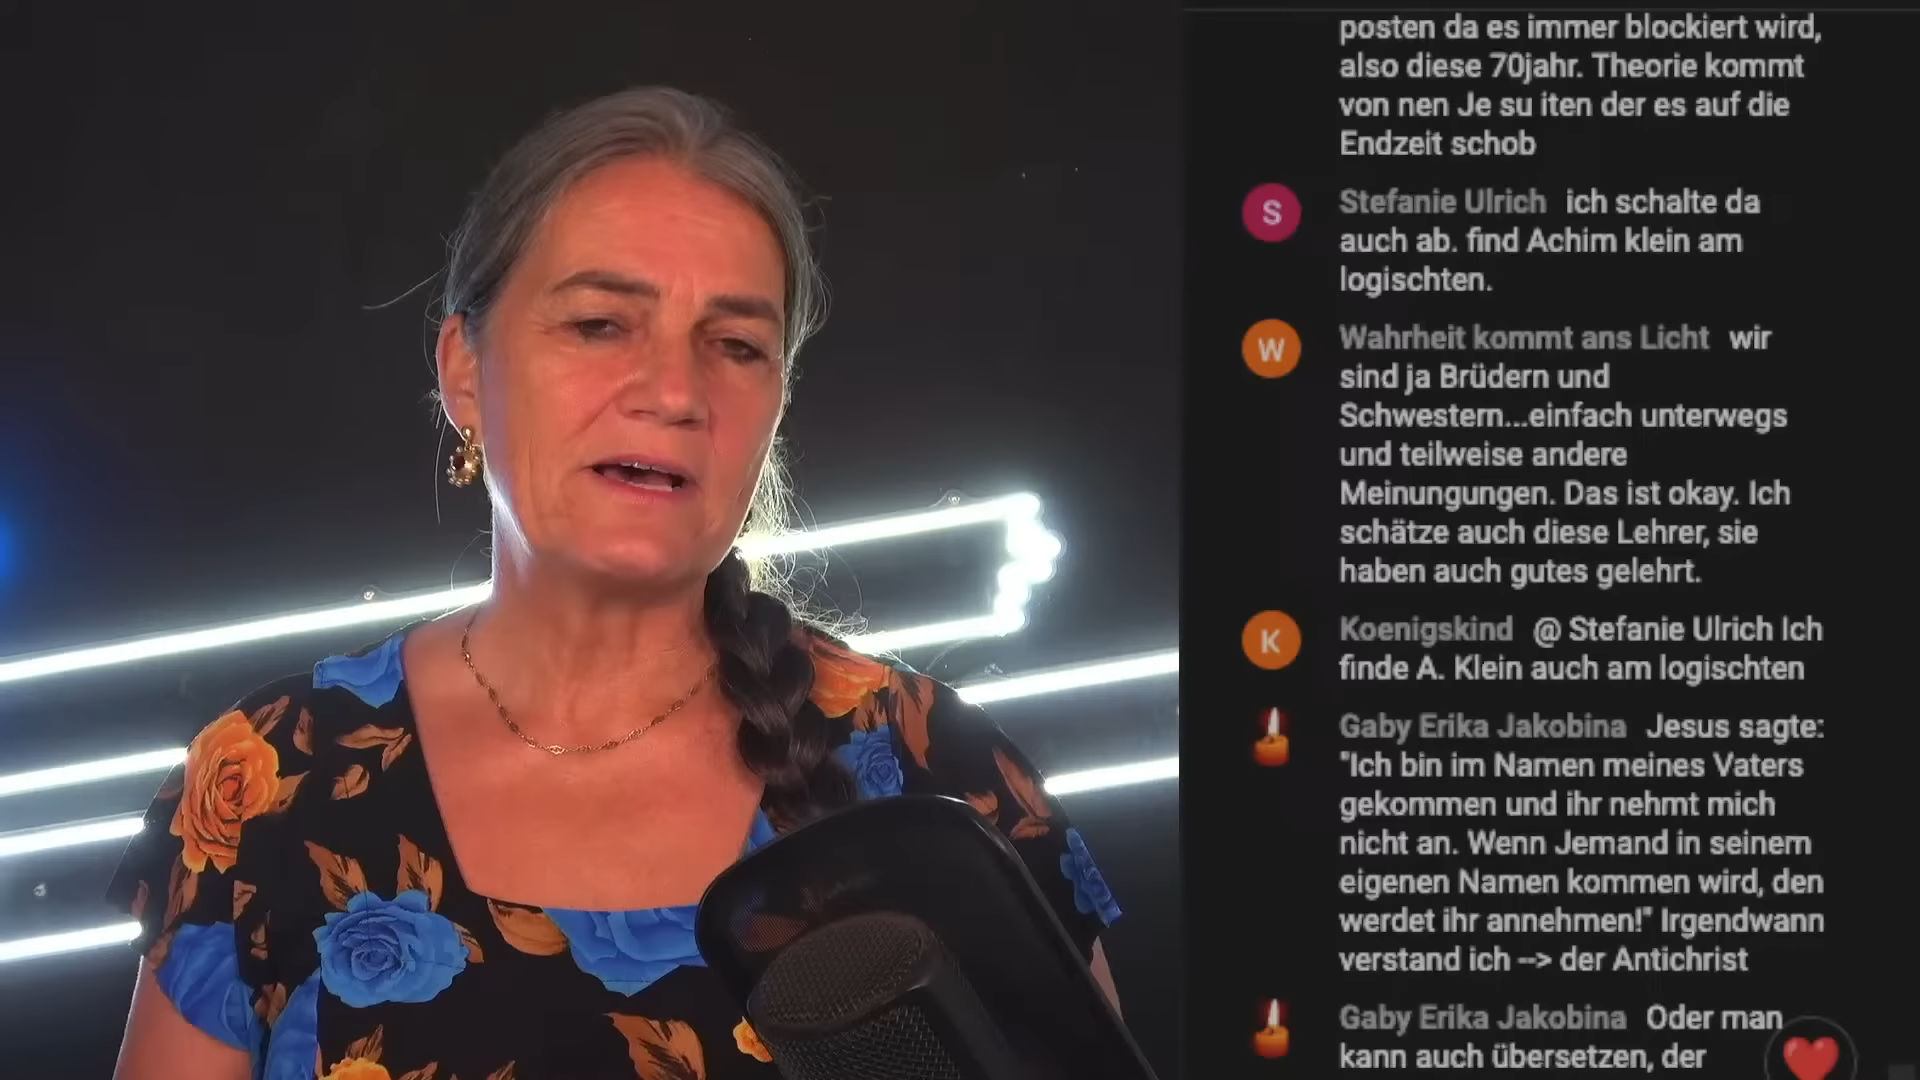 posten da es immer blockiert wird,
also diese 70jahr. Theorie kommt
von nen Je su iten der es auf die
Endzeit schob
S
Stefanie Ulrich ich schalte da
auch ab. find Achim klein am
logischten.
W
Wahrheit kommt ans Licht wir
sind ja Brüdern und
Schwestern...einfach unterwegs
und teilweise andere
Meinungungen. Das ist okay. Ich
schätze auch diese Lehrer, sie
haben auch gutes gelehrt.
K
Koenigskind @ Stefanie Ulrich Ich
finde A. Klein auch am logischten
Gaby Erika Jakobina Jesus sagte:
"Ich bin im Namen meines Vaters
gekommen und ihr nehmt mich
nicht an. Wenn Jemand in seinem
eigenen Namen kommen wird, den
werdet ihr annehmen!" Irgendwann
verstand ich --> der Antichrist
Gaby Erika Jakobina Oder man
kann auch übersetzen, der